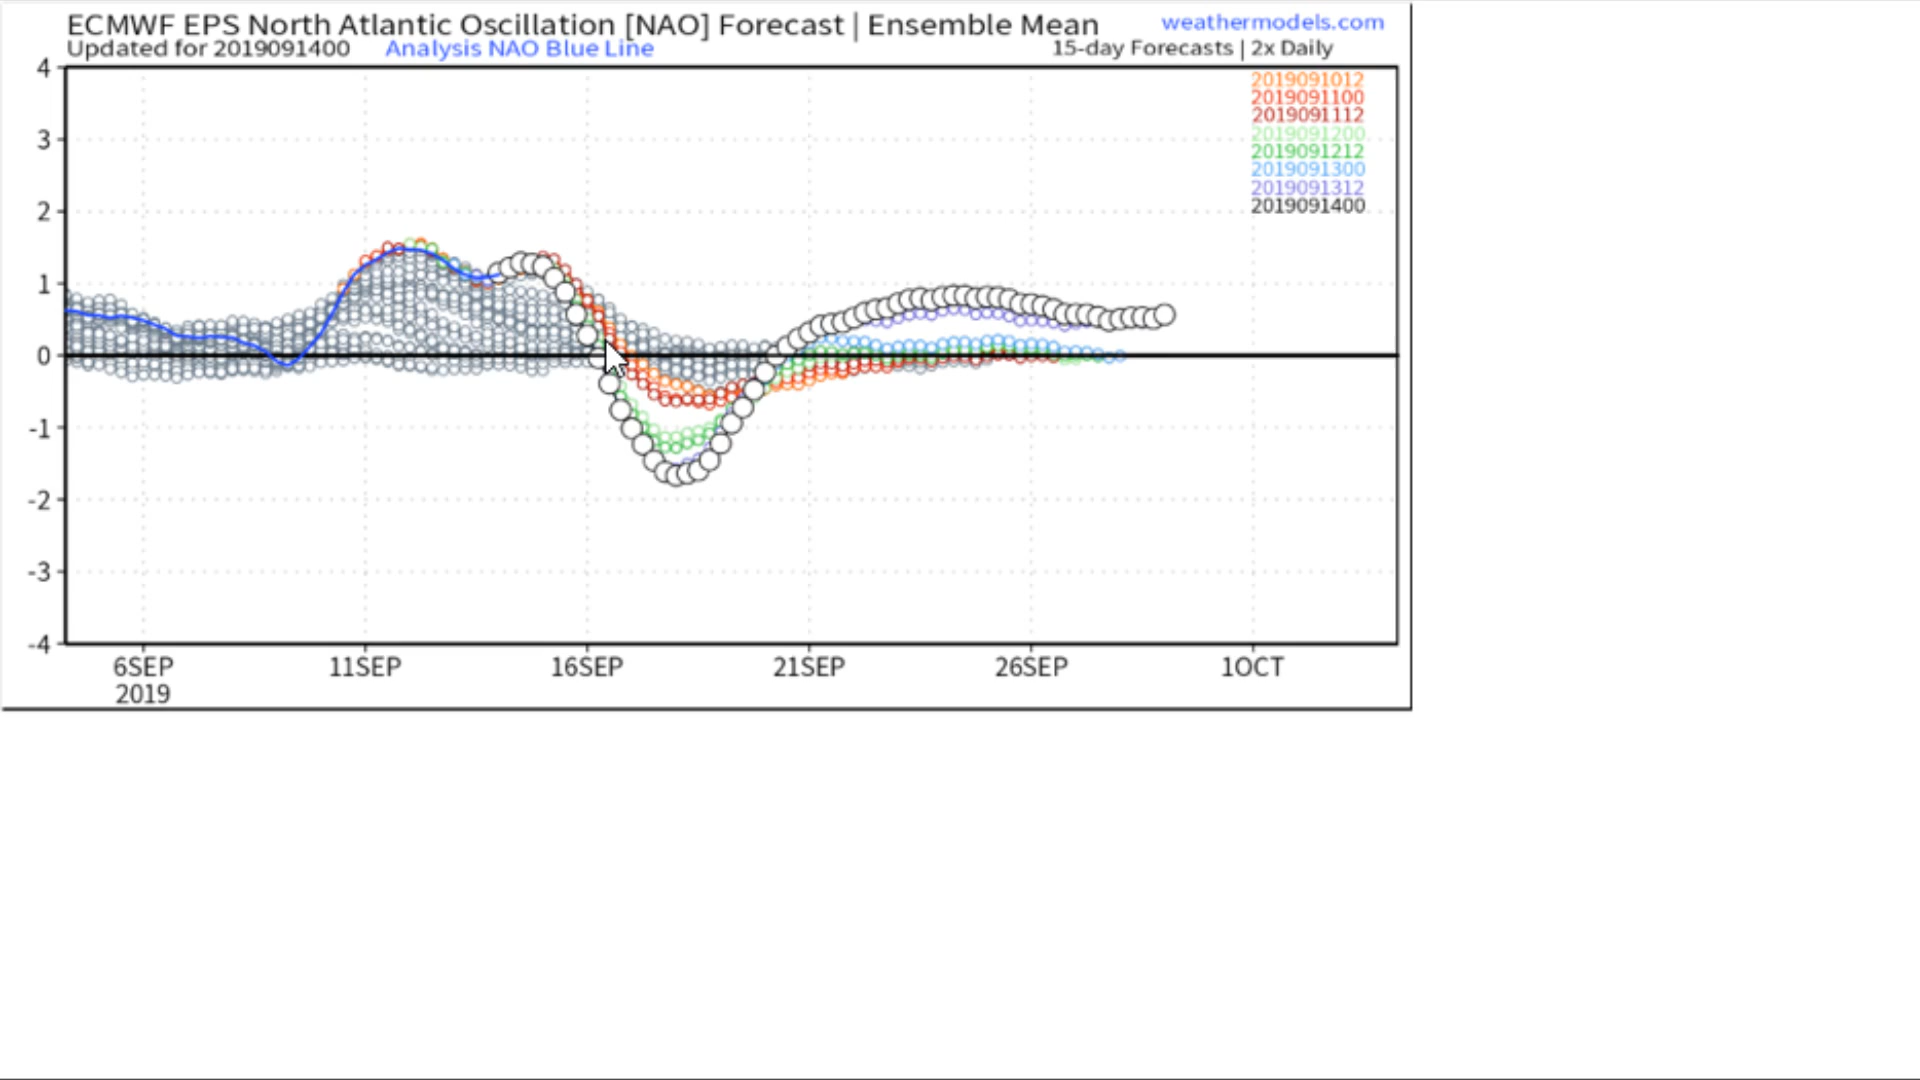 ECMWF EPS North Atlantic Oscillation [NAO] Forecast | Ensemble Mean
weathermodels.com
Updated for 2019091400
Analysis NAO Blue Line
15-day Forecasts | 2x Daily
2019091012
2019091100
2019091112
2019091200
2019091212
2019091300
2019091312
2019091400
4
3
2
1
0
-1
-2
-3
-4
6SEP
11SEP
16SEP
21SEP
26SEP
1OCT
2019